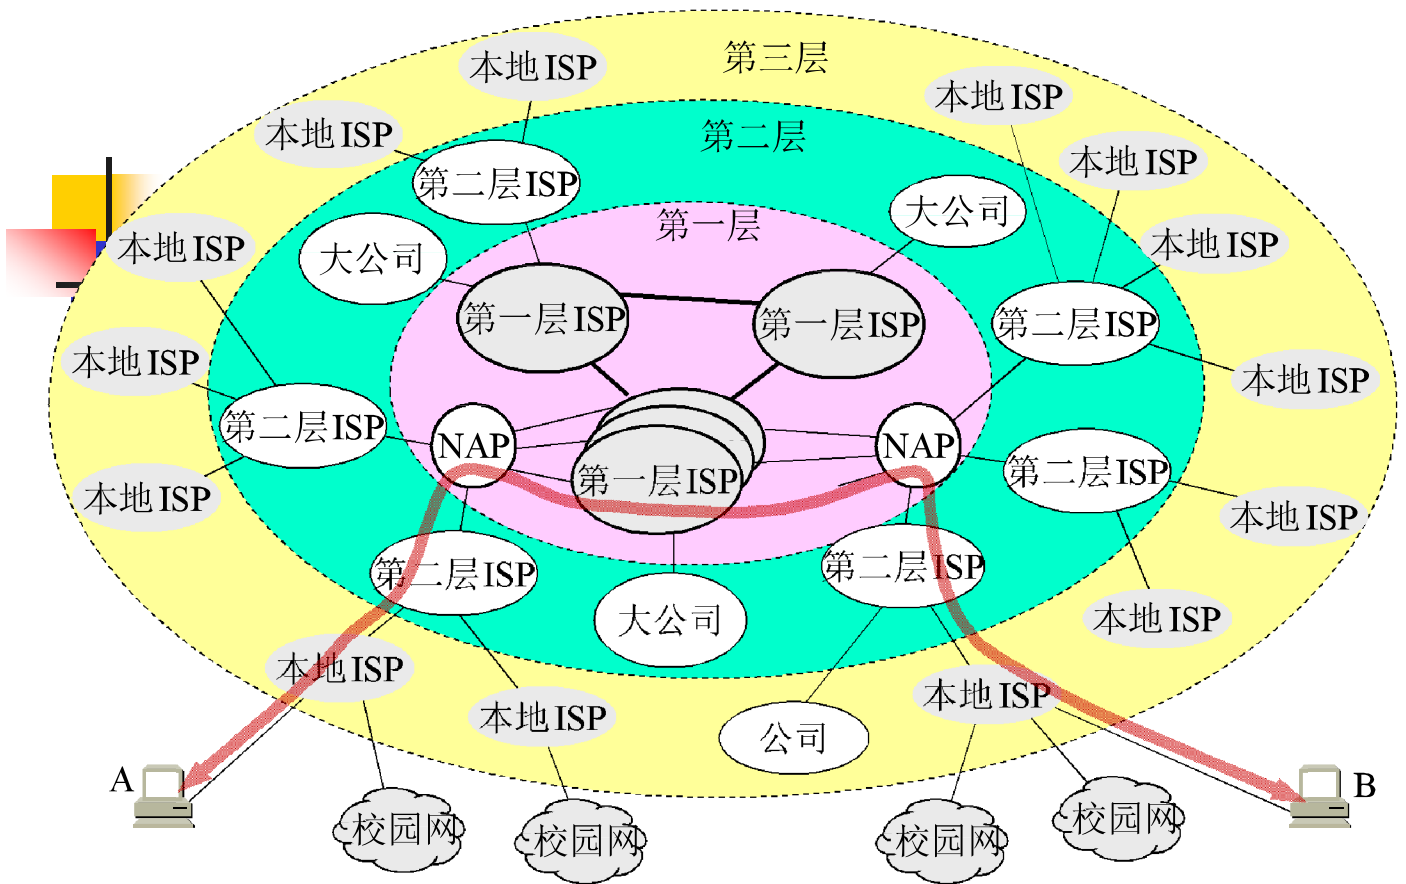 第三层
本地 ISP
本地 ISP
本地 ISP
第二层
本地 ISP
第二层 ISP
大公司
第一层
本地 ISP
本地 ISP
大公司
第一层 ISP
第一层 ISP
第二层 ISP
本地 ISP
本地 ISP
第二层 ISP
NAP
NAP
第二层 ISP
第一层 ISP
本地 ISP
本地 ISP
第二层 ISP
第二层 ISP
大公司
本地 ISP
本地 ISP
本地 ISP
本地 ISP
公司
A
B
校园网
校园网
校园网
校园网